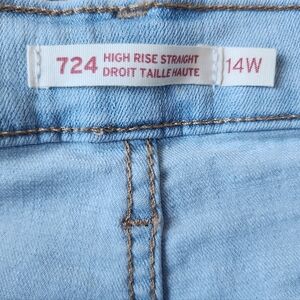 724 HIGH RISE STRAIGHT
DROIT TAILLE HAUTE
14W